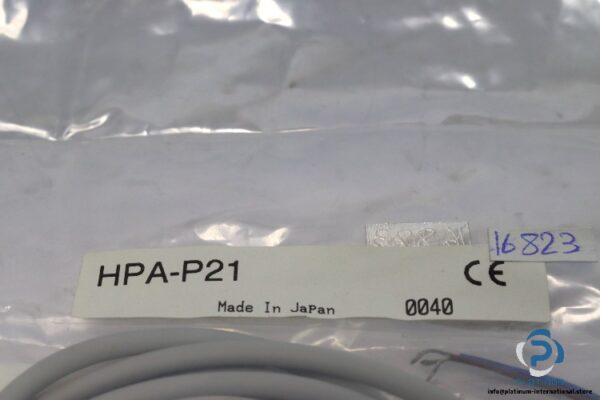 16823
HPA-P21 CE
Made In Japan 0040
info@platinum-international.store